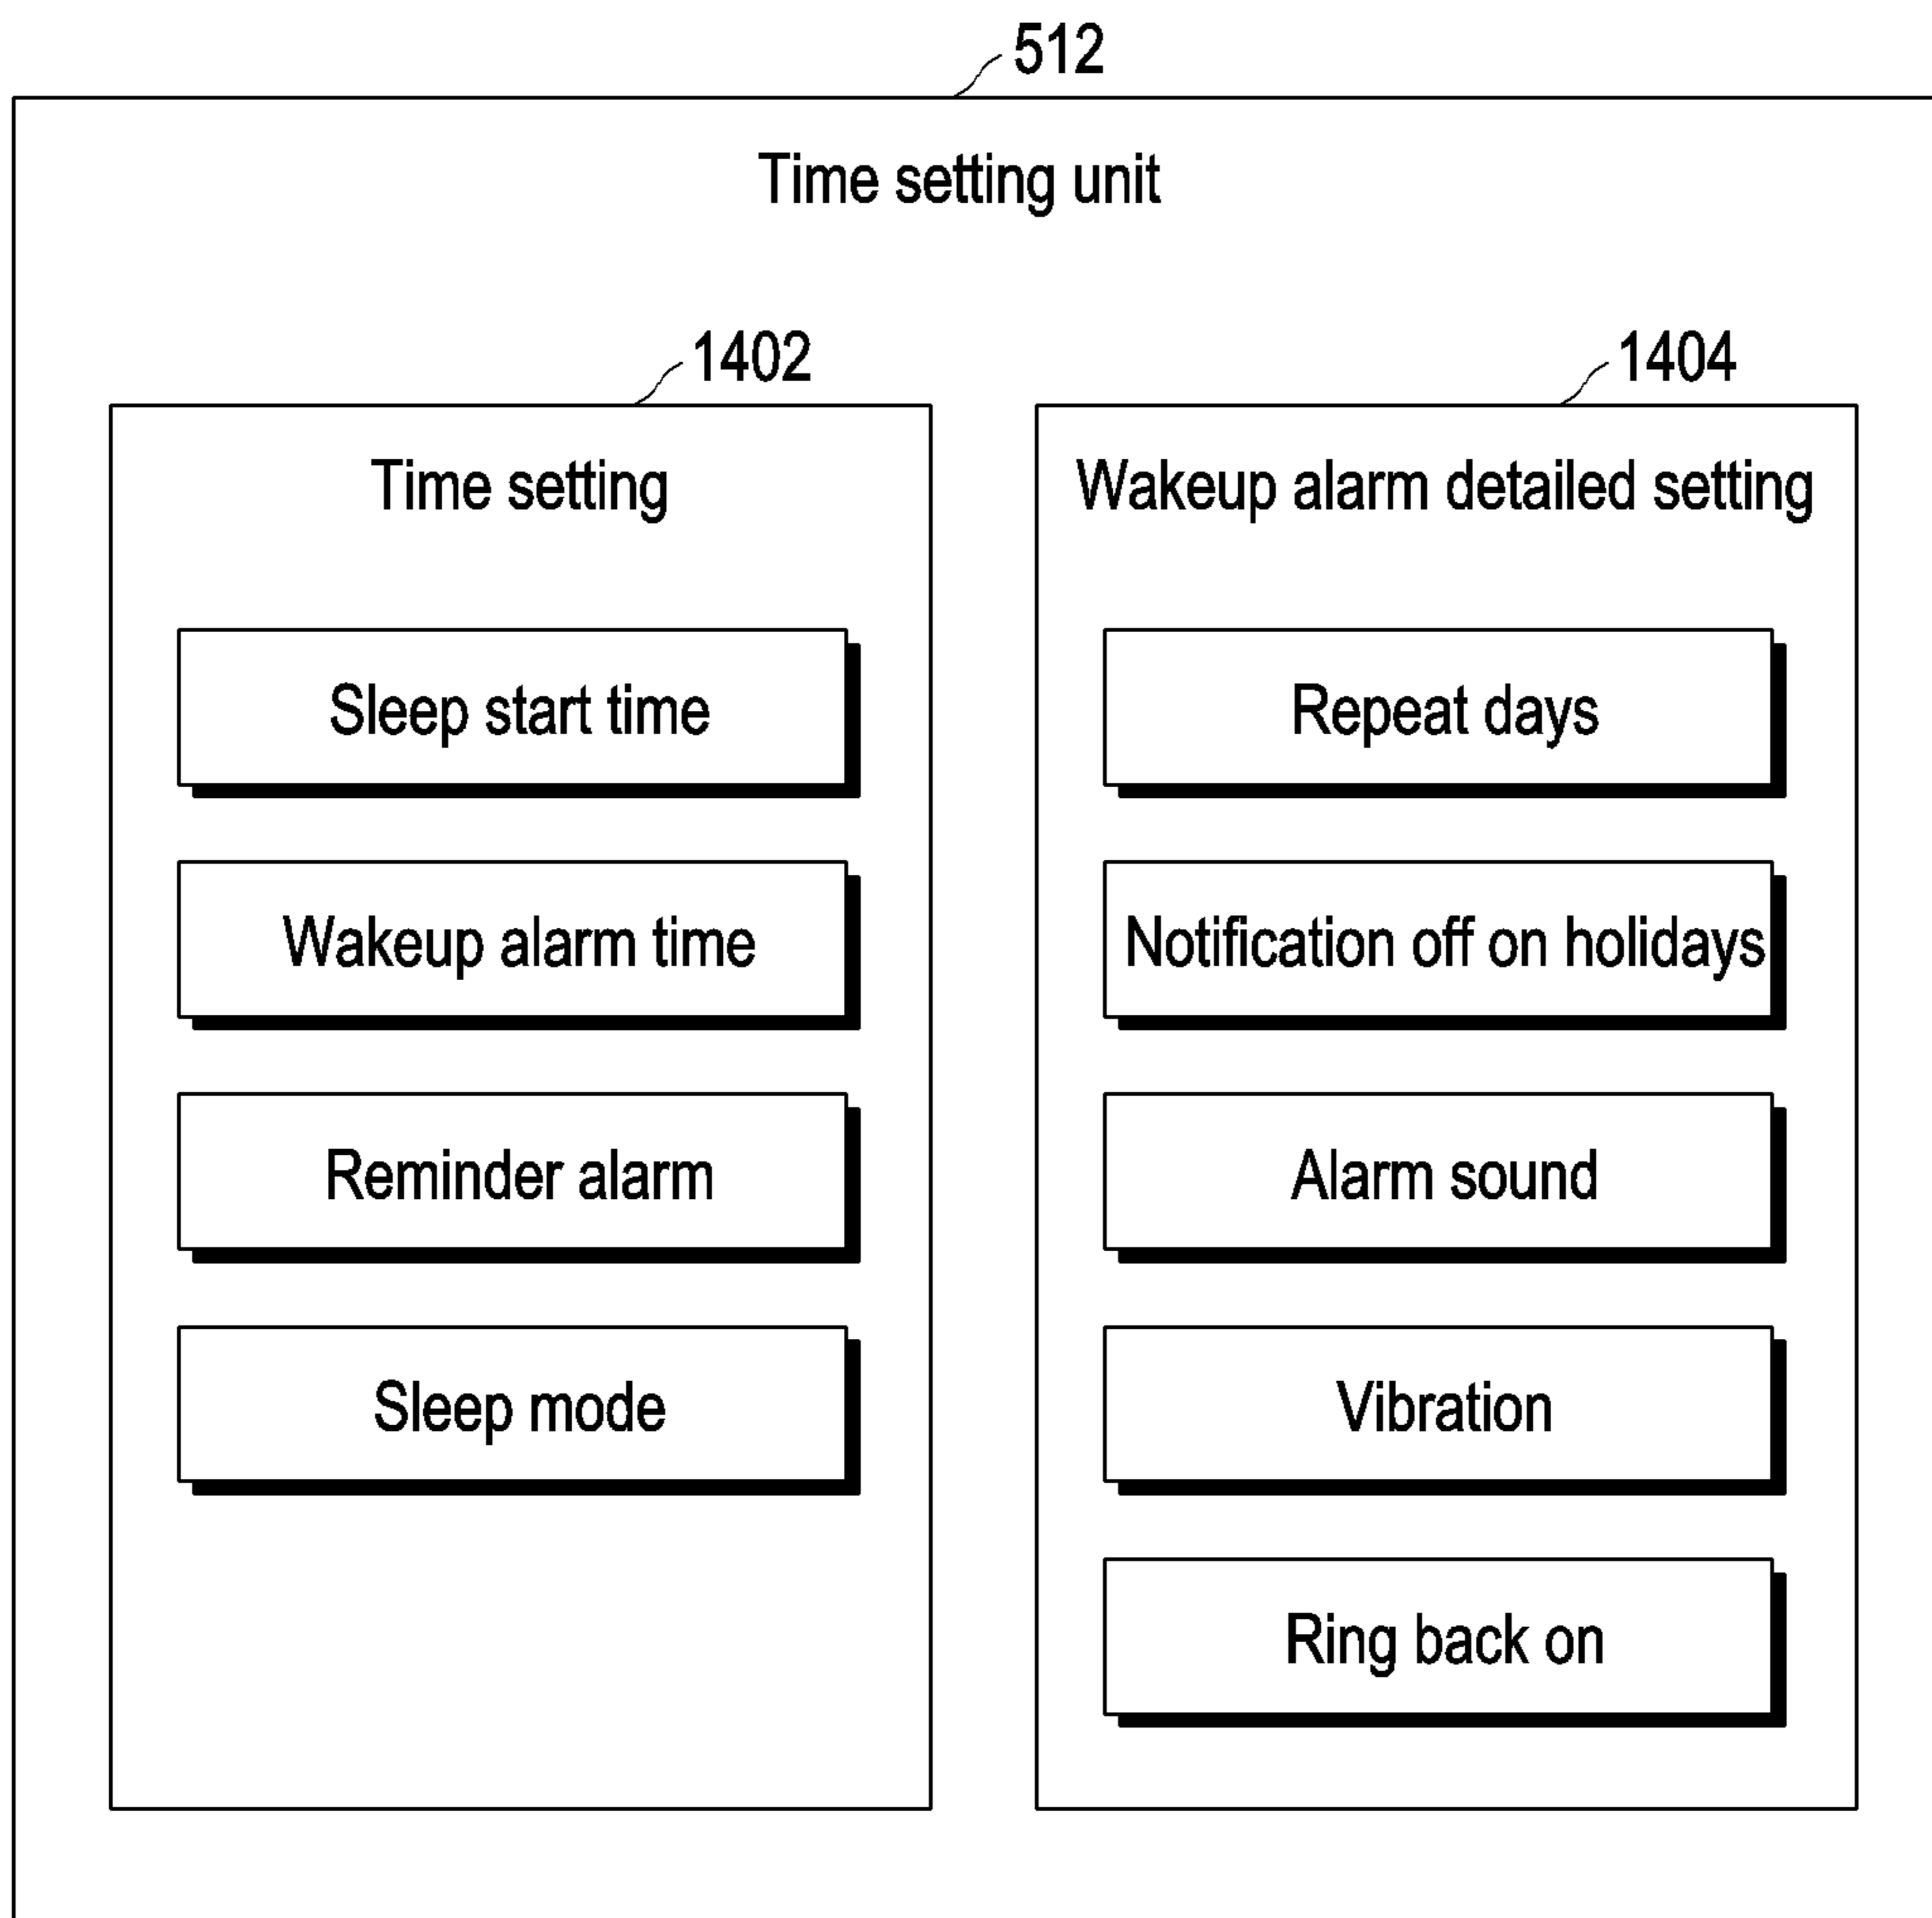 512
Time setting unit
1402
Time setting
Sleep start time
Wakeup alarm time
Reminder alarm
Sleep mode
1404
Wakeup alarm detailed setting
Repeat days
Notification off on holidays
Alarm sound
Vibration
Ring back on